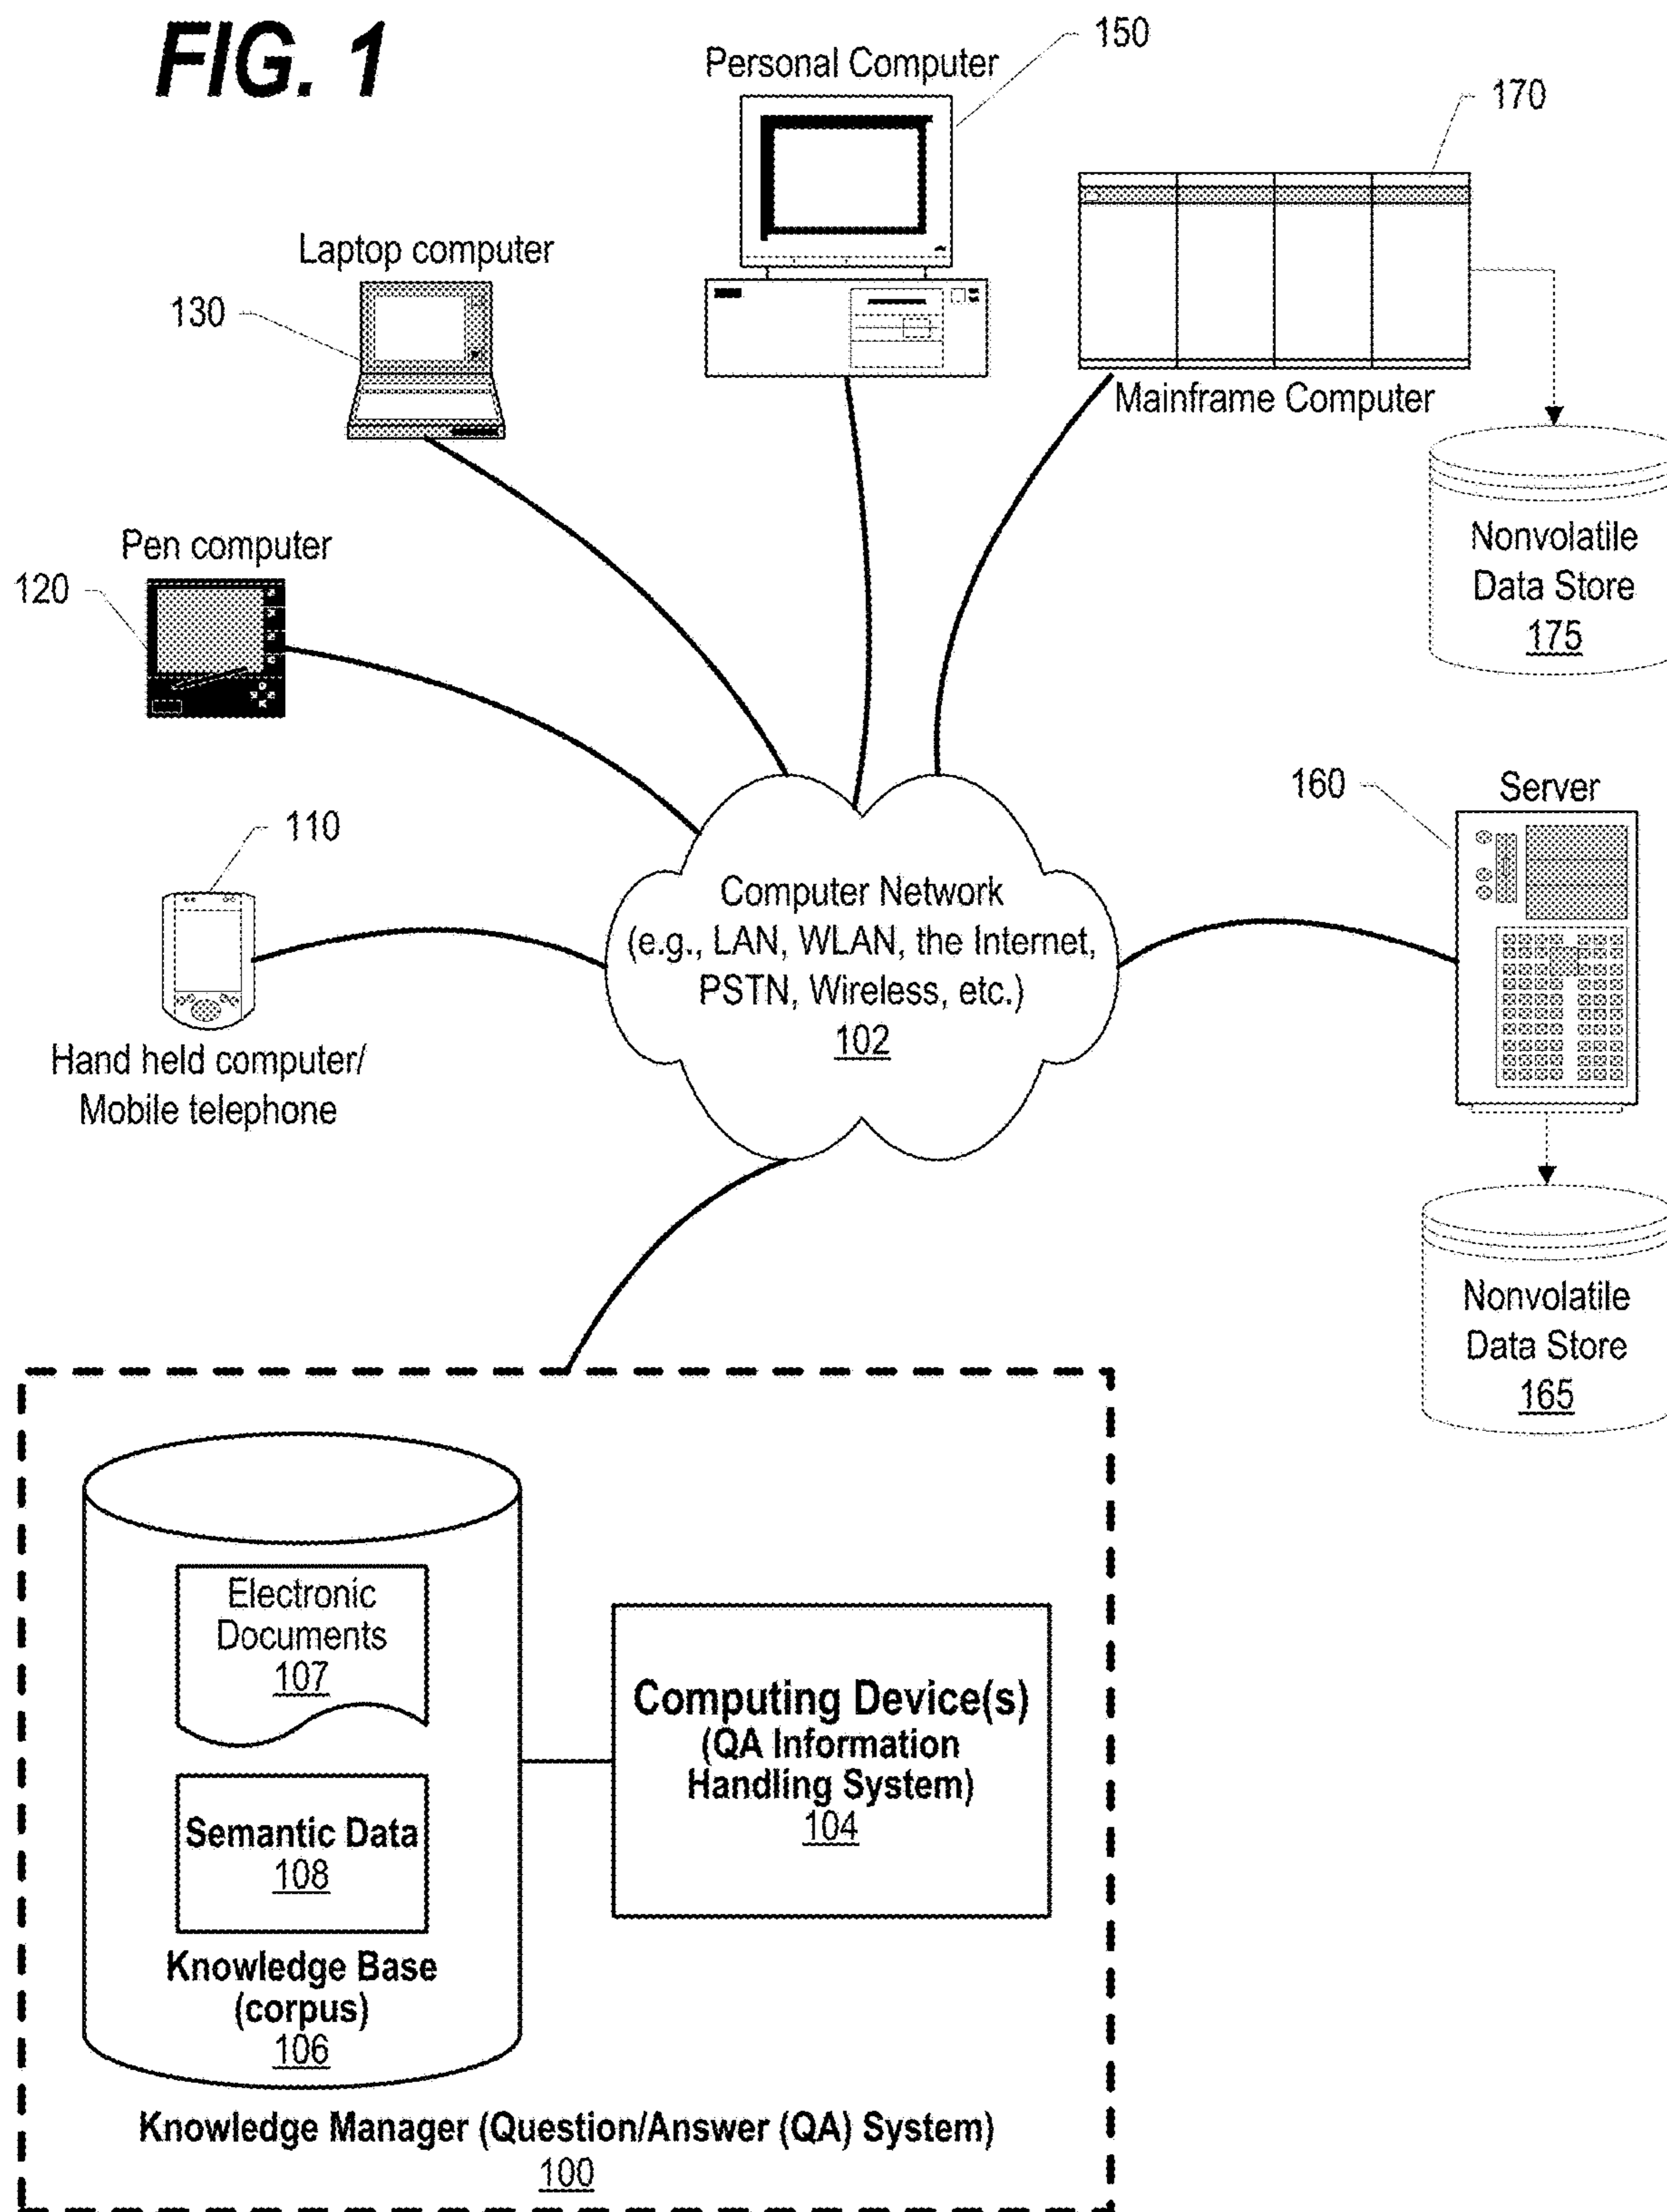 FIG. 1
Personal Computer
150
170
Laptop computer
130
Mainframe Computer
Nonvolatile
Data Store
175
Pen computer
120
160
Server
110
Computer Network
(e.g., LAN, WLAN, the Internet,
PSTN, Wireless, etc.)
102
Hand held computer/
Mobile telephone
Nonvolatile
Data Store
165
Electronic
Documents
107
Semantic Data
108
Knowledge Base
(corpus)
106
Computing Device(s)
(QA Information
Handling System)
104
Knowledge Manager (Question/Answer (QA) System)
100